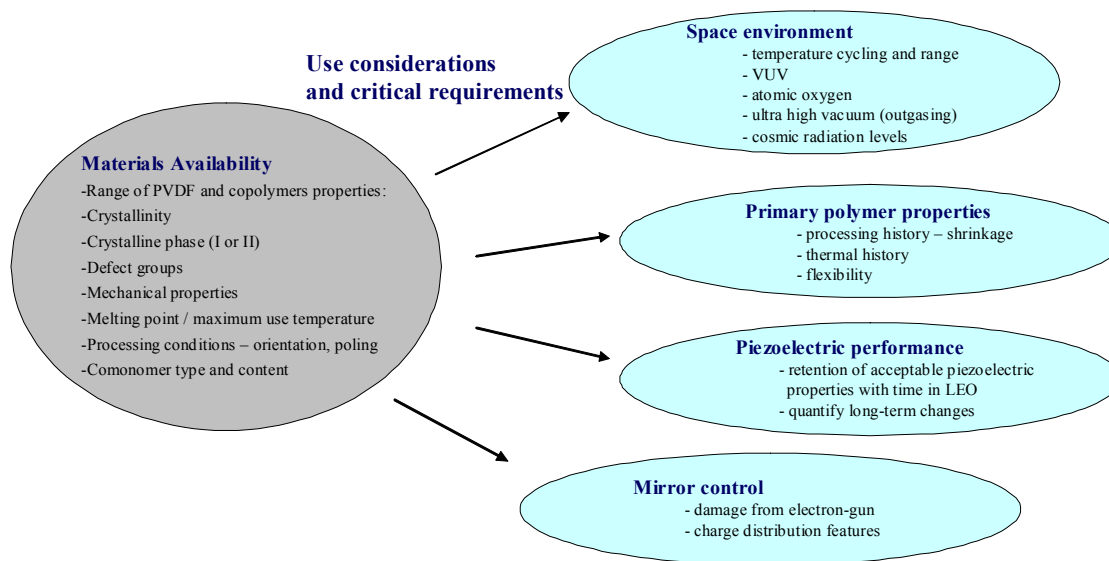 Use considerations
and critical requirements
Materials Availability
-Range of PVDF and copolymers properties:
-Crystallinity
-Crystalline phase (I or II)
-Defect groups
-Mechanical properties
-Melting point / maximum use temperature
-Processing conditions – orientation, poling
-Comonomer type and content
Space environment
- temperature cycling and range
- VUV
- atomic oxygen
- ultra high vacuum (outgasing)
- cosmic radiation levels
Primary polymer properties
- processing history – shrinkage
- thermal history
- flexibility
Piezoelectric performance
- retention of acceptable piezoelectric
properties with time in LEO
- quantify long-term changes
Mirror control
- damage from electron-gun
- charge distribution features